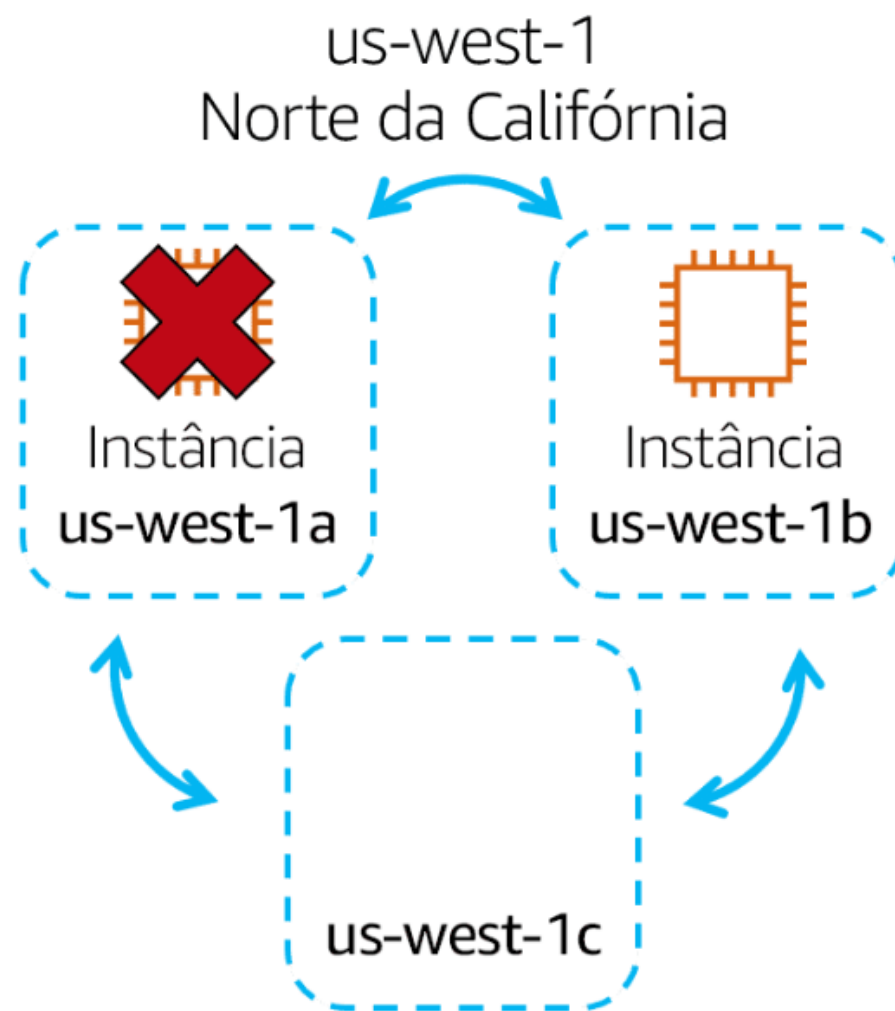 us-west-1
Norte da Califórnia
Instância
us-west-1a
Instância
us-west-1b
us-west-1c